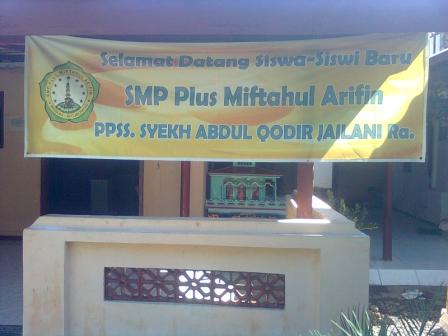 Selamat Datang Siswa-Siswi Baru
SMP Plus Miftahul Arifin
PPSS. SYEKH ABDUL QODIR JAILANI Ra.